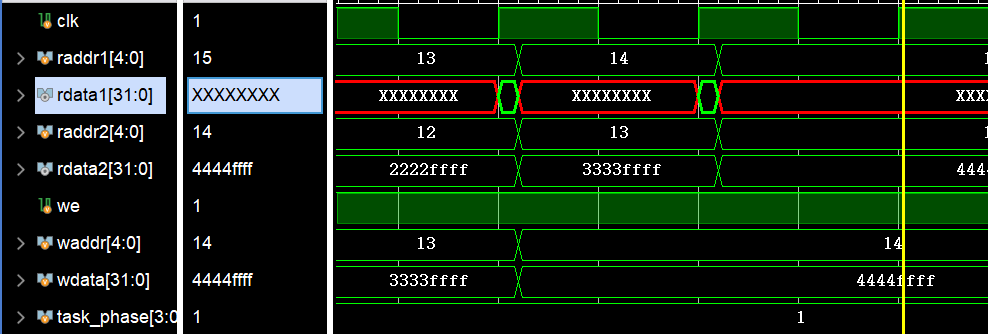 clk 1
raddr1[4:0] 15 13 14 1
rdata1[31:0] XXXXXXXX XXXXXXXX XXXXXXXX XXX
raddr2[4:0] 14 12 13 1
rdata2[31:0] 4444ffff 2222ffff 3333ffff 444
we 1
waddr[4:0] 14 13 14
wdata[31:0] 4444ffff 3333ffff 4444ffff
task_phase[3:0 1 1